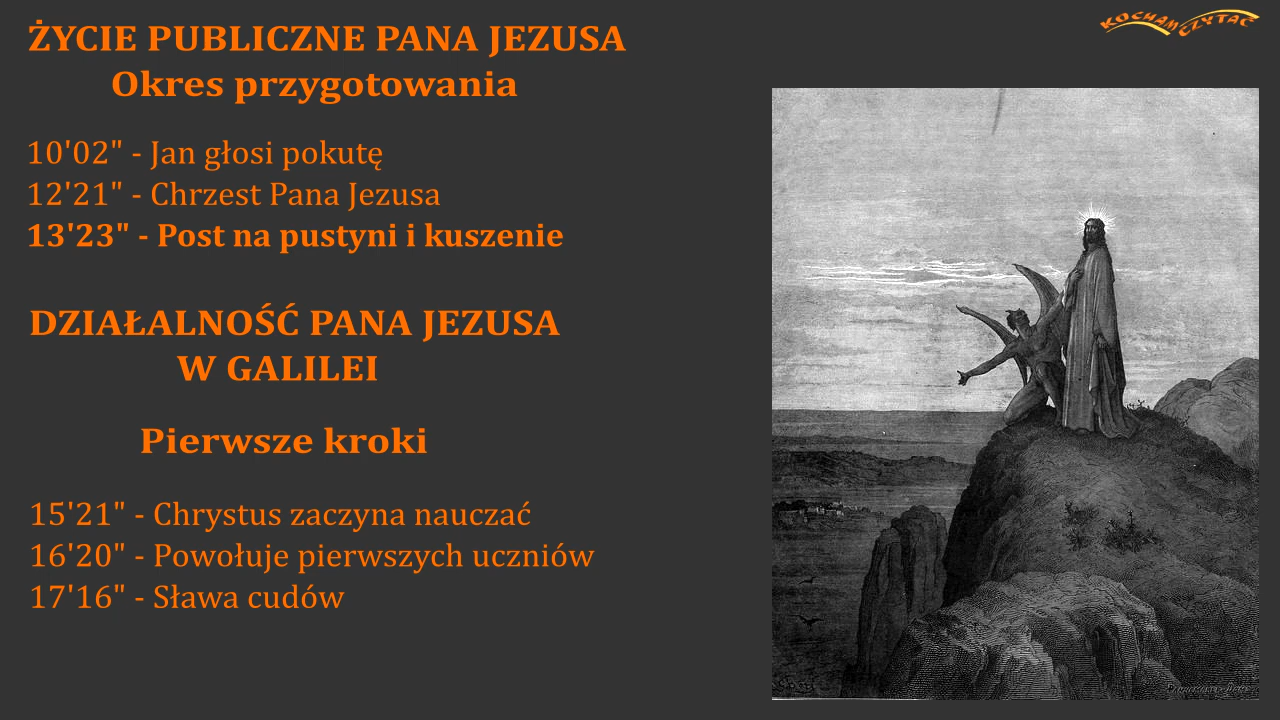 ŻYCIE PUBLICZNE PANA JEZUSA
Okres przygotowania
10'02" - Jan głosi pokutę
12'21" - Chrzest Pana Jezusa
13'23" - Post na pustyni i kuszenie
DZIAŁALNOŚĆ PANA JEZUSA
W GALILEI
Pierwsze kroki
15'21" - Chrystus zaczyna nauczać
16'20" - Powołuje pierwszych uczniów
17'16" - Sława cudów
KOCHAM CZYTAĆ